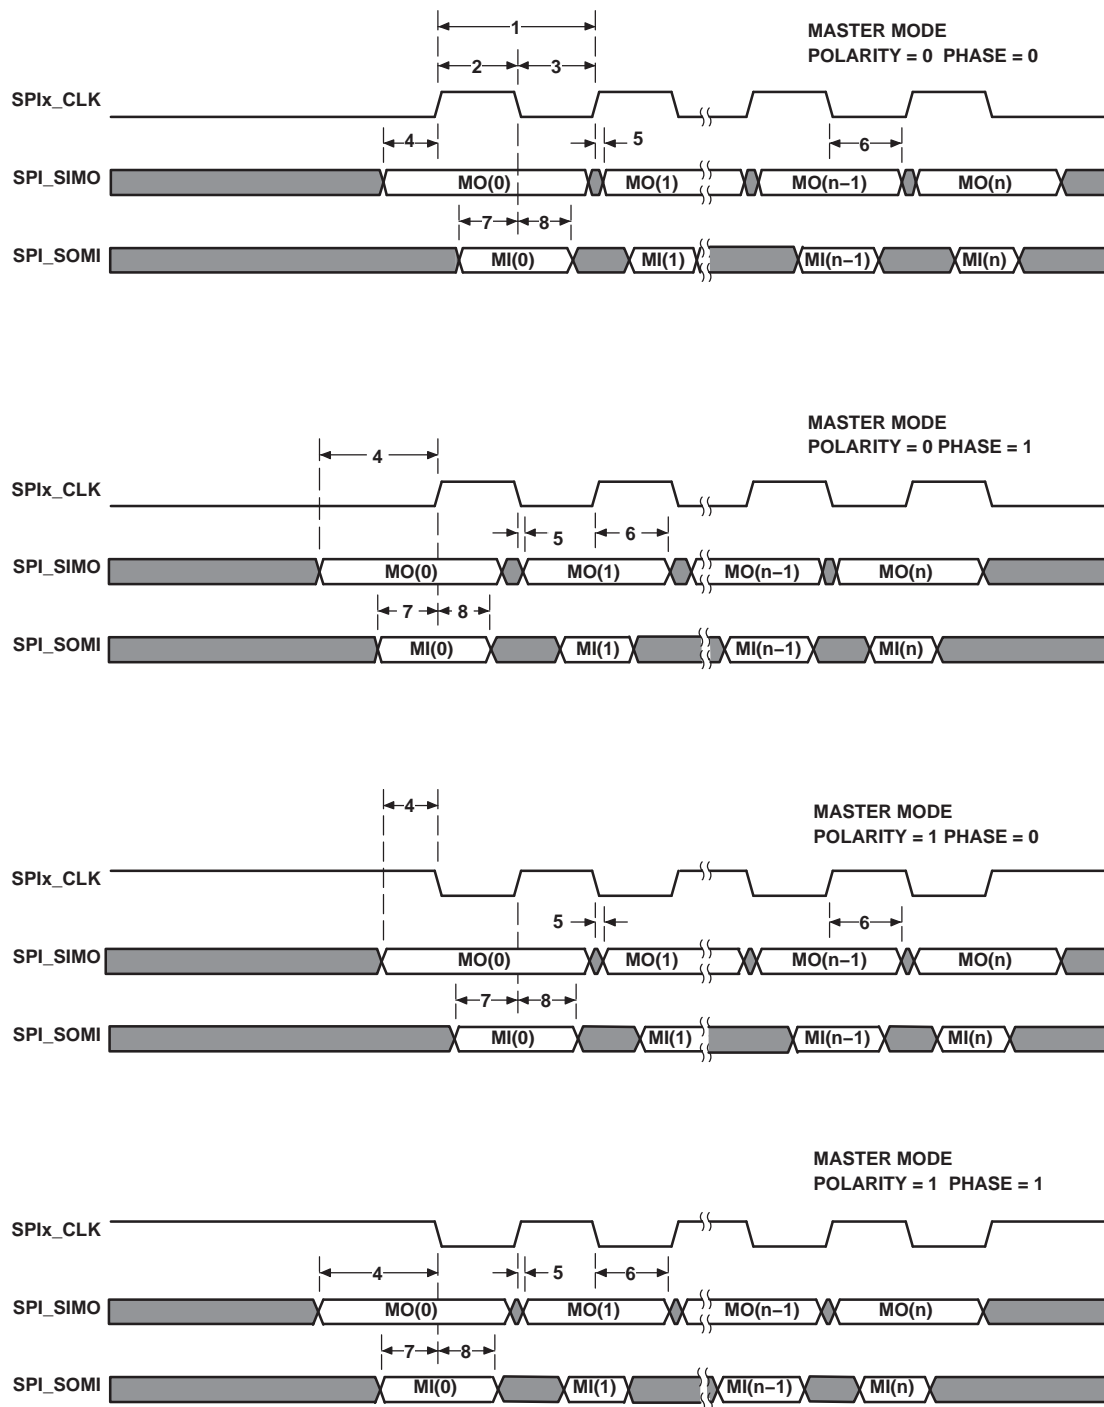 1
MASTER MODE
POLARITY = 0 PHASE = 0
2 3
SPIx_CLK
4 5 6
SPI_SIMO MO(0) MO(1) MO(n−1) MO(n)
7 8
SPI_SOMI MI(0) MI(1) MI(n−1) MI(n)
MASTER MODE
POLARITY = 0 PHASE = 1
4
SPIx_CLK
5 6
SPI_SIMO MO(0) MO(1) MO(n−1) MO(n)
7 8
SPI_SOMI MI(0) MI(1) MI(n−1) MI(n)
4
MASTER MODE
POLARITY = 1 PHASE = 0
SPIx_CLK
5 6
SPI_SIMO MO(0) MO(1) MO(n−1) MO(n)
7 8
SPI_SOMI MI(0) MI(1) MI(n−1) MI(n)
MASTER MODE
POLARITY = 1 PHASE = 1
SPIx_CLK
4 5 6
SPI_SIMO MO(0) MO(1) MO(n−1) MO(n)
7 8
SPI_SOMI MI(0) MI(1) MI(n−1) MI(n)